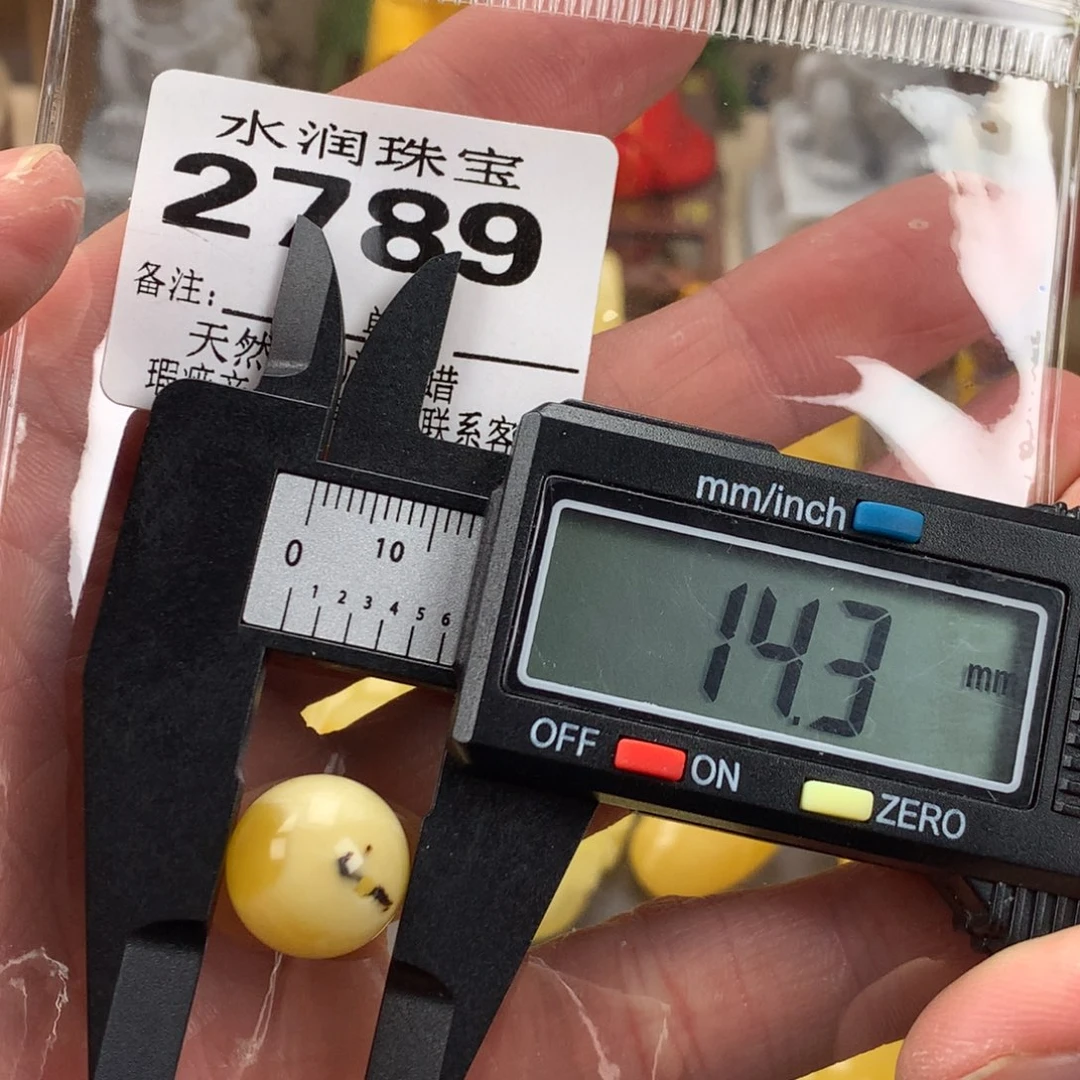 水润珠宝
2789
备注:
天然 蜡
联系客
mm/inch
0 10
1 2 3 4 5 6
14.3 mm
OFF ON ZERO